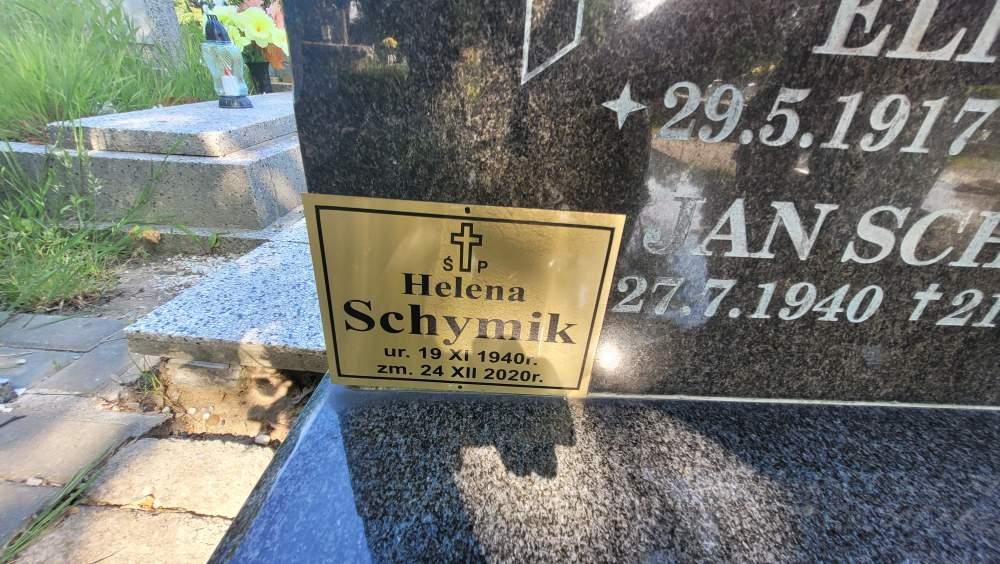 29.5.1917
JAN
27.7.1940 †
Ś P
Helena
Schymik
ur. 19 XI 1940r.
zm. 24 XII 2020r.